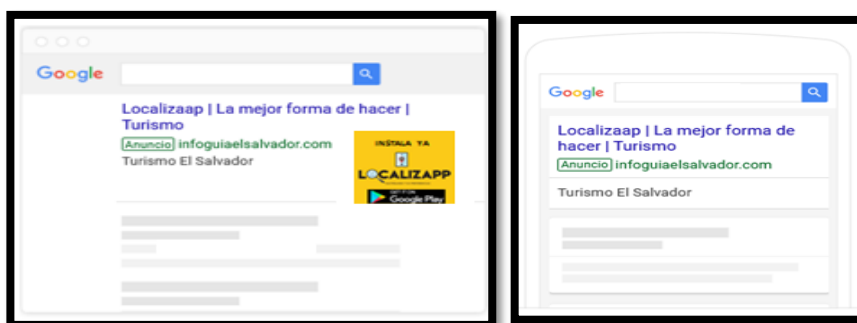 Google
Localizaap | La mejor forma de hacer |
Turismo
Anuncio infoguiaelsalvador.com
Turismo El Salvador
INSTALA YA
LOCALIZAPP
Google Play
Google
Localizaap | La mejor forma de
hacer | Turismo
Anuncio infoguiaelsalvador.com
Turismo El Salvador